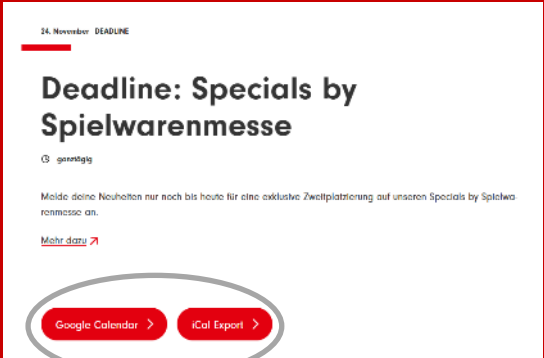 24. November DEADLINE
Deadline: Specials by
Spielwarenmesse
ganztägig
Melde deine Neuheiten nur noch bis heute für eine exklusive Zweitplatzierung auf unseren Specials by Spielwa-
renmesse an.
Mehr dazu
Google Calendar
iCal Export